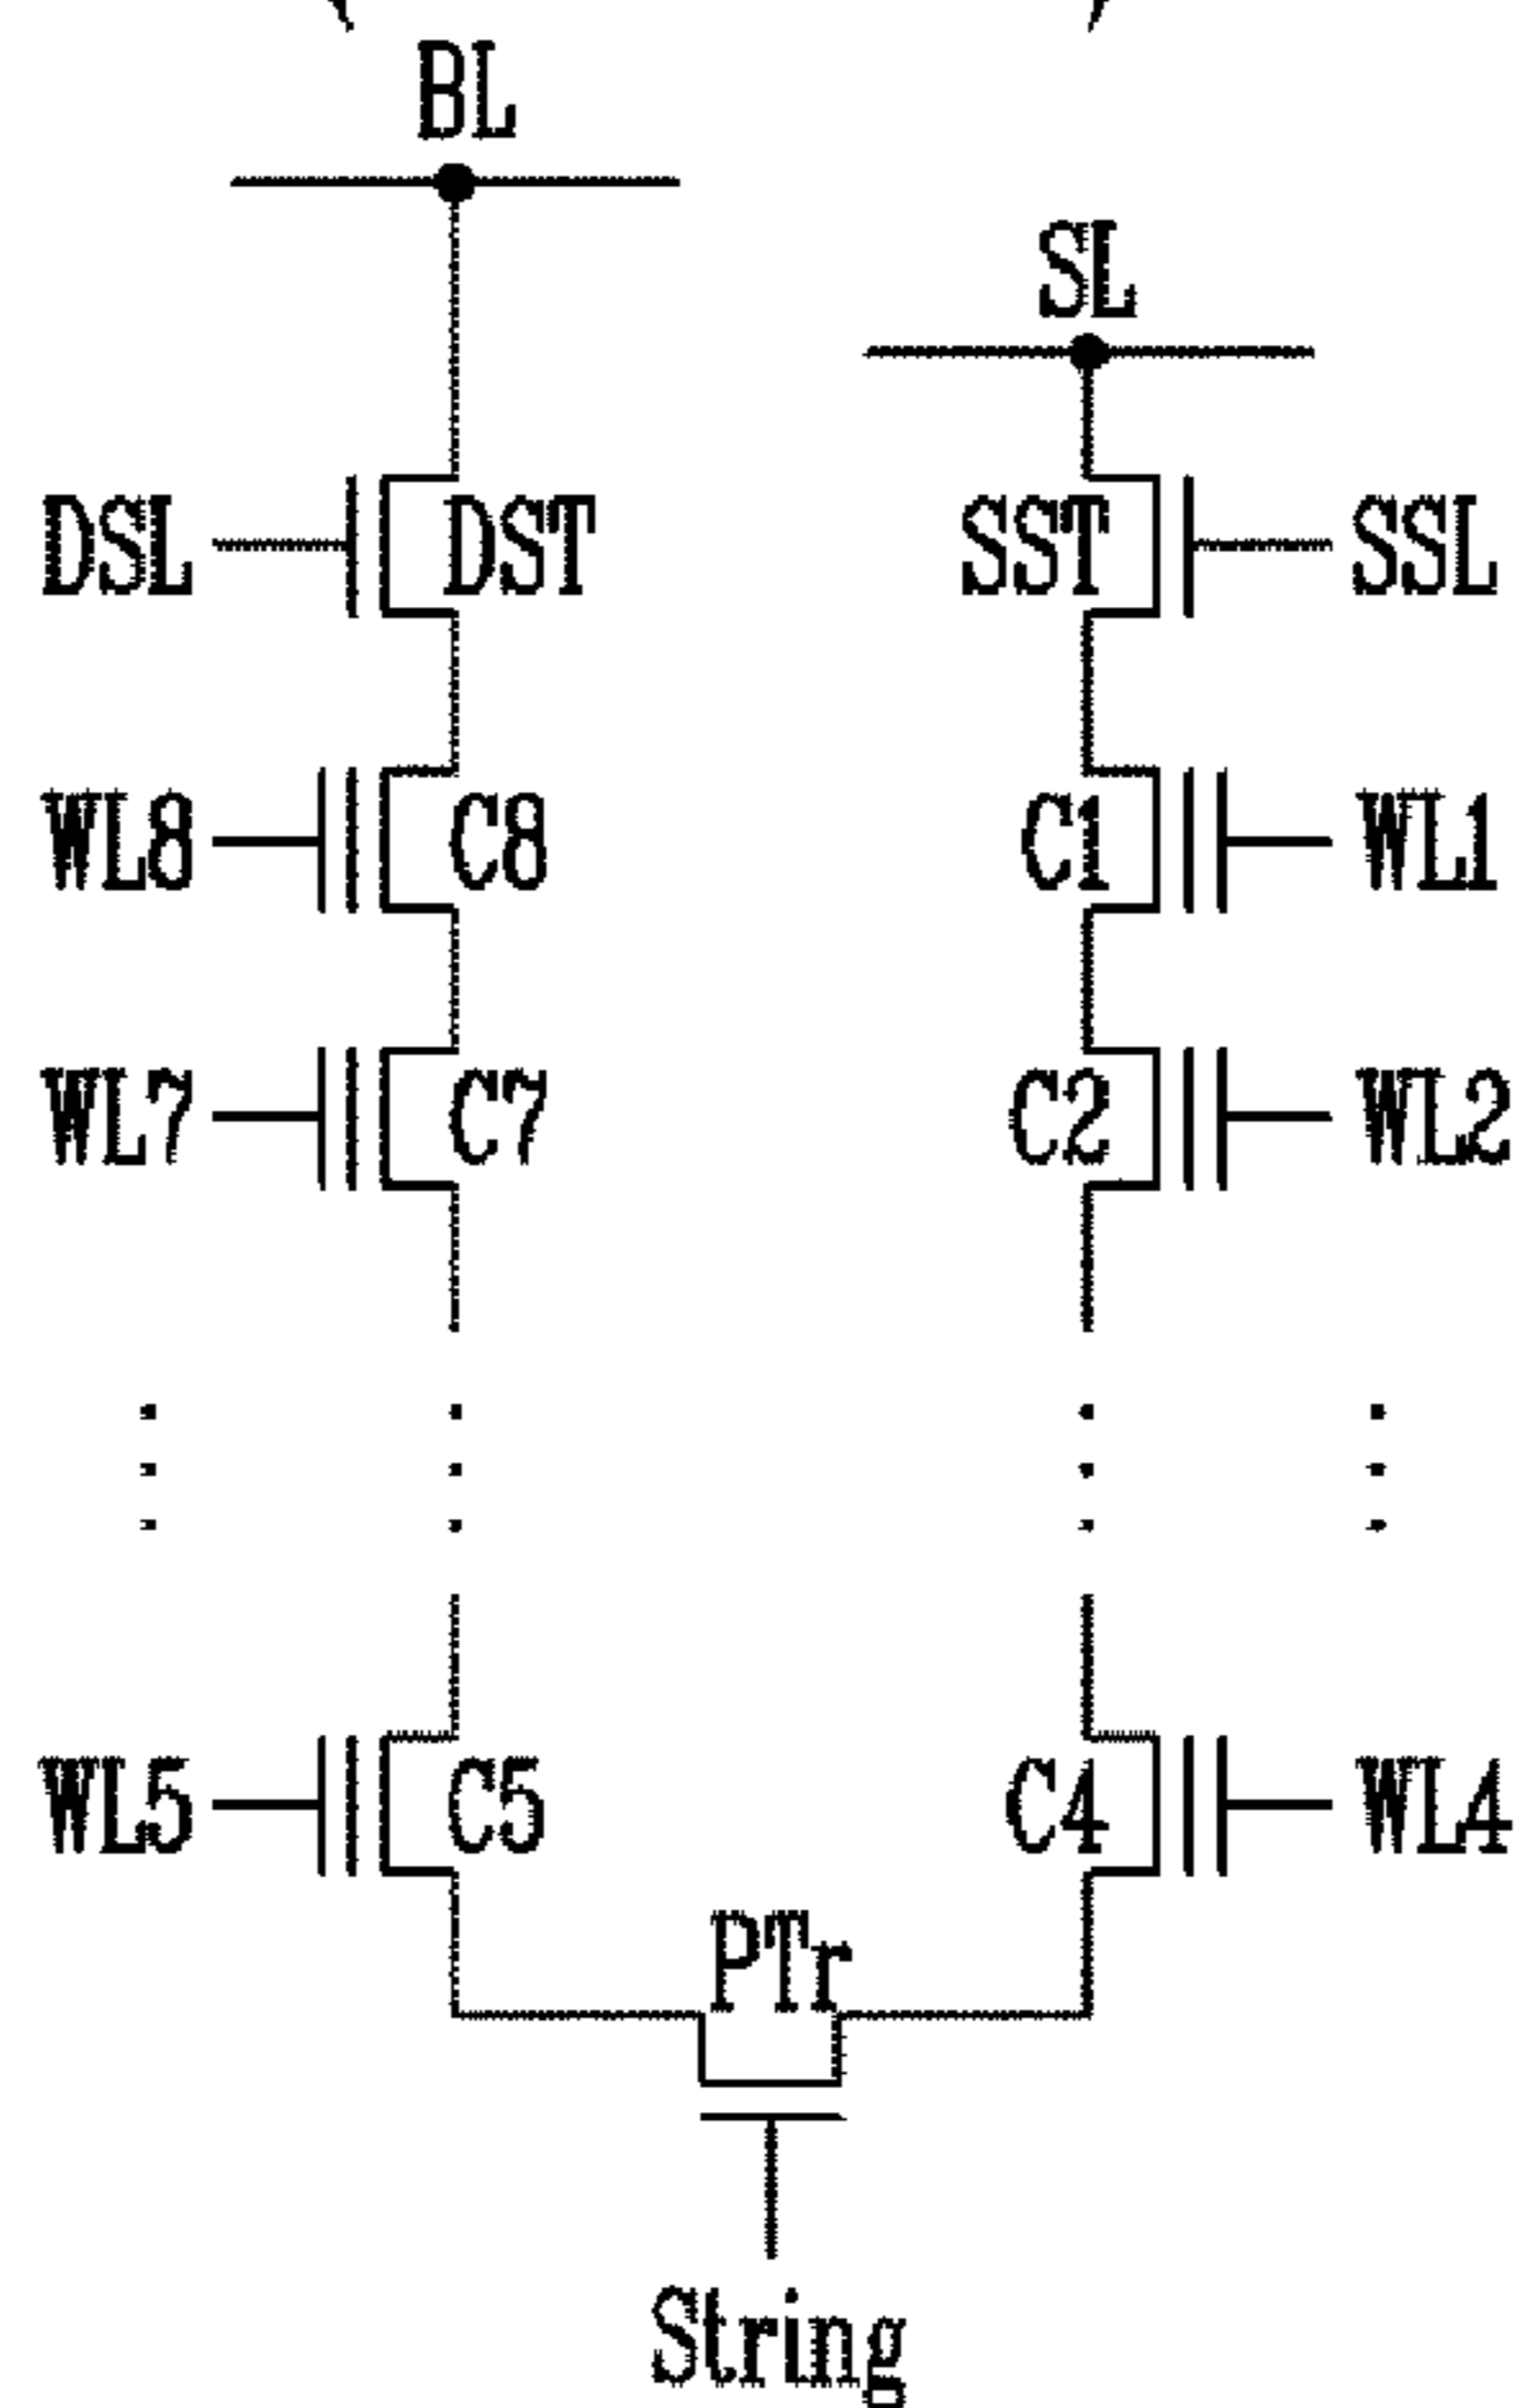 BL
SL
DSL DST SST SSL
WL8 C8 C1 WL1
WL7 C7 C2 WL2
WL5 C5 C4 WL4
PTr
String